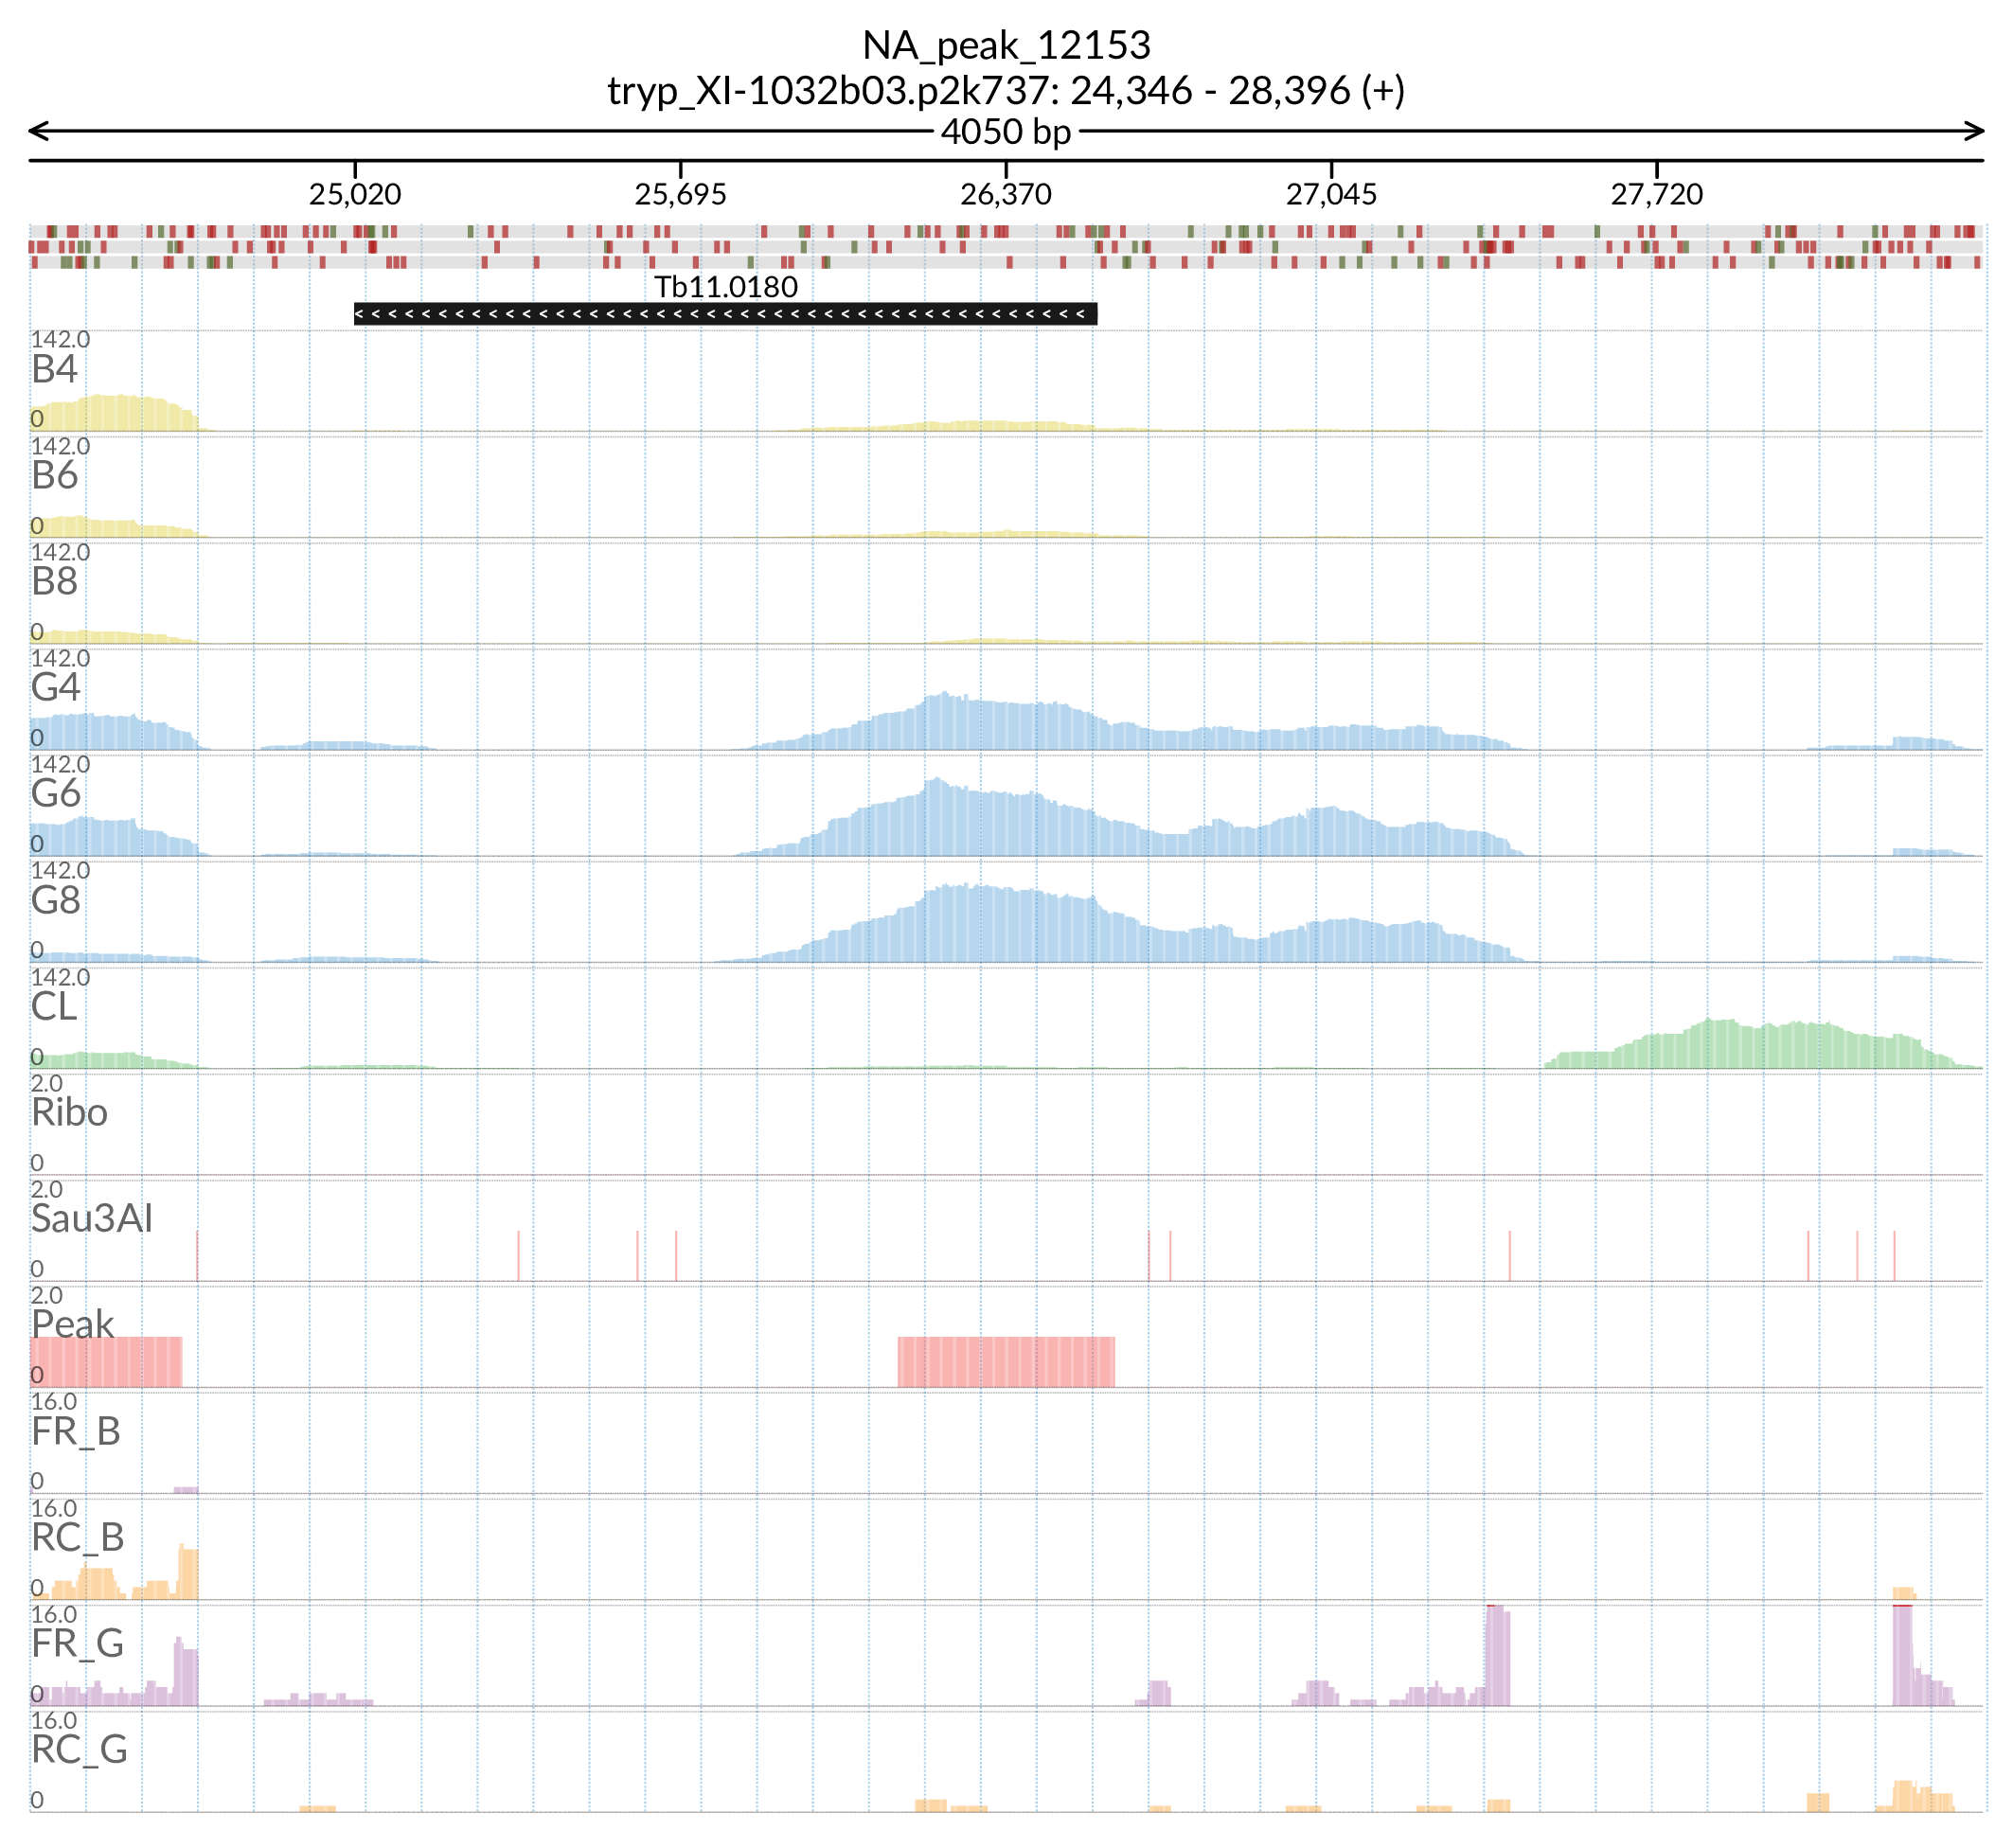 NA_peak_12153
tryp_XI-1032b03.p2k737: 24,346 - 28,396 (+)
4050 bp
25,020 25,695 26,370 27,045 27,720
Tb11.0180
142.0
B4
0
142.0
B6
0
142.0
B8
0
142.0
G4
0
142.0
G6
0
142.0
G8
0
142.0
CL
0
2.0
Ribo
0
2.0
Sau3AI
0
2.0
Peak
0
16.0
FR_B
0
16.0
RC_B
0
16.0
FR_G
0
16.0
RC_G
0